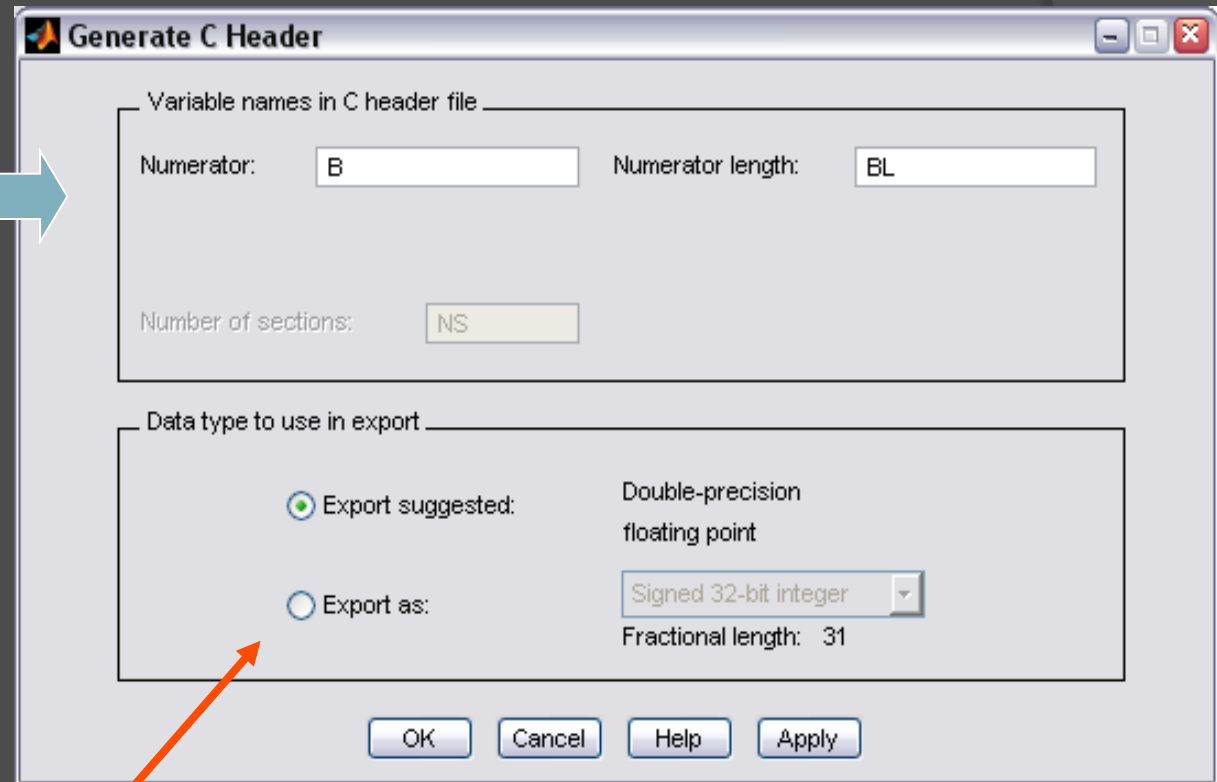 Generate C Header
Variable names in C header file
Numerator: B Numerator length: BL
Number of sections: NS
Data type to use in export
Export suggested: Double-precision
floating point
Export as: Signed 32-bit integer
Fractional length: 31
OK Cancel Help Apply